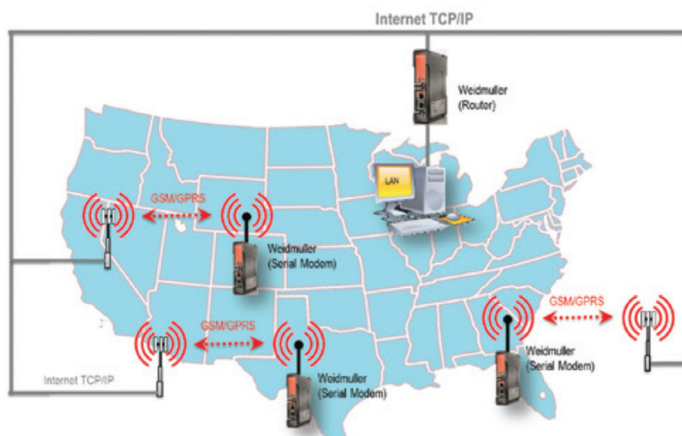 Internet TCP/IP
Weidmuller
(Router)
LAN
GSM/GPRS
Weidmuller
(Serial Modem)
GSM/GPRS
GSM/GPRS
Internet TCP/IP
Weidmuller
(Serial Modem)
Weidmuller
(Serial Modem)